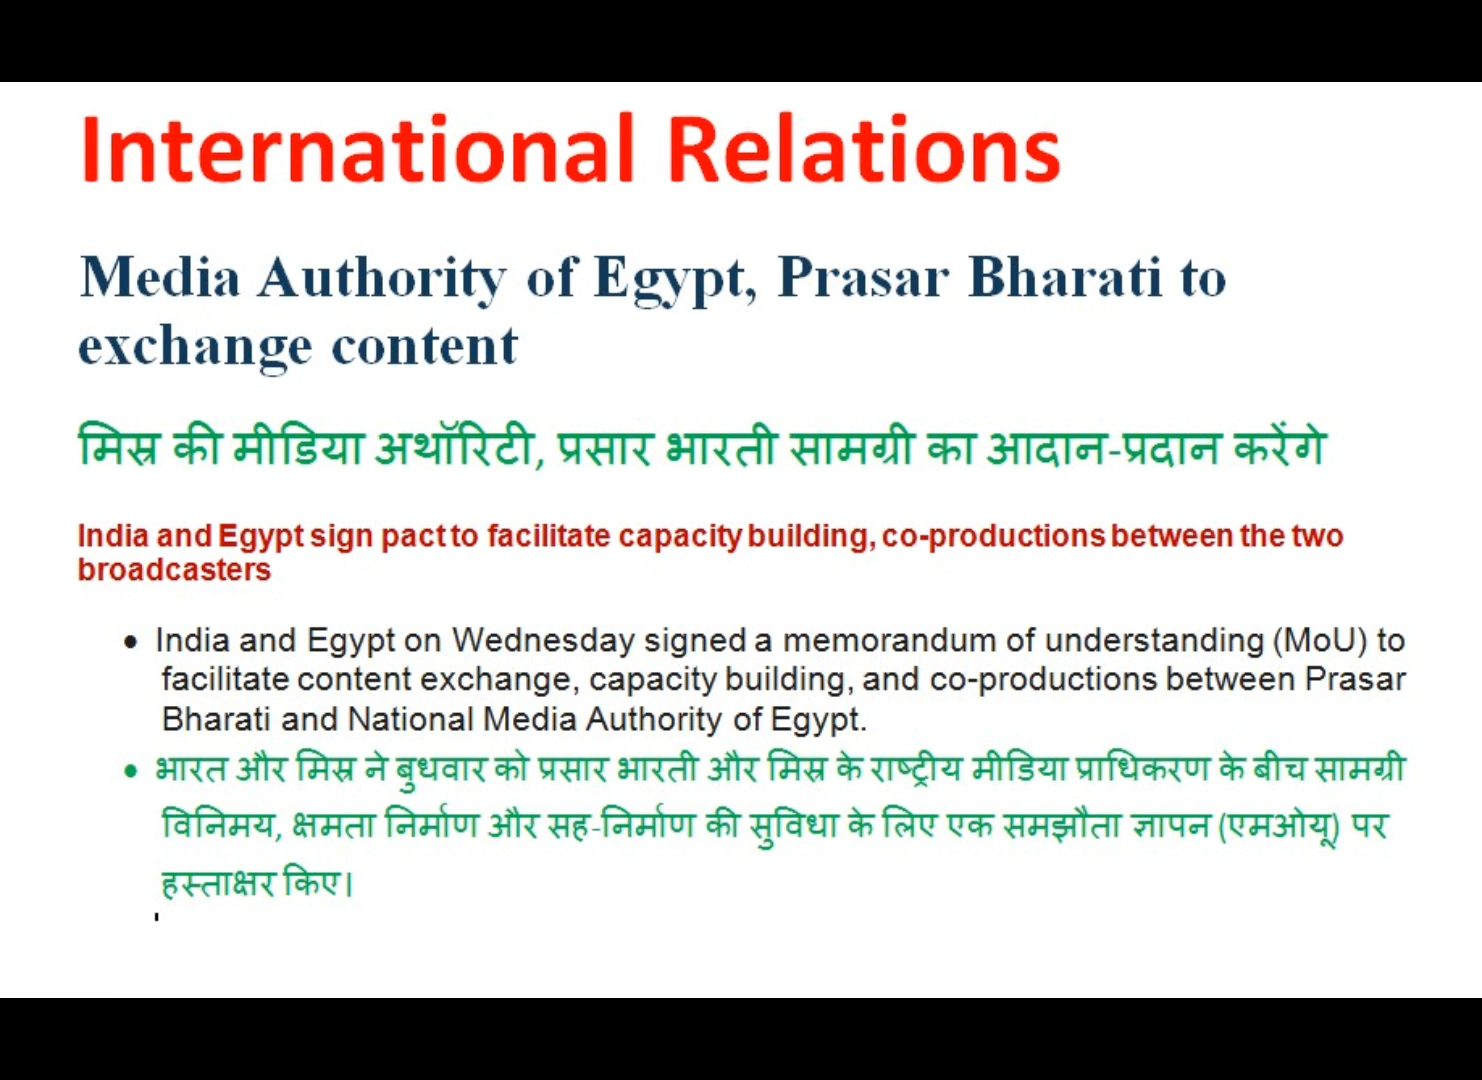 International Relations
Media Authority of Egypt, Prasar Bharati to
exchange content
मिस्र की मीडिया अथॉरिटी, प्रसार भारती सामग्री का आदान-प्रदान करेंगे
India and Egypt sign pact to facilitate capacity building, co-productions between the two
broadcasters
• India and Egypt on Wednesday signed a memorandum of understanding (MoU) to
facilitate content exchange, capacity building, and co-productions between Prasar
Bharati and National Media Authority of Egypt.
• भारत और मिस्र ने बुधवार को प्रसार भारती और मिस्र के राष्ट्रीय मीडिया प्राधिकरण के बीच सामग्री
विनिमय, क्षमता निर्माण और सह-निर्माण की सुविधा के लिए एक समझौता ज्ञापन (एमओयू) पर
हस्ताक्षर किए।